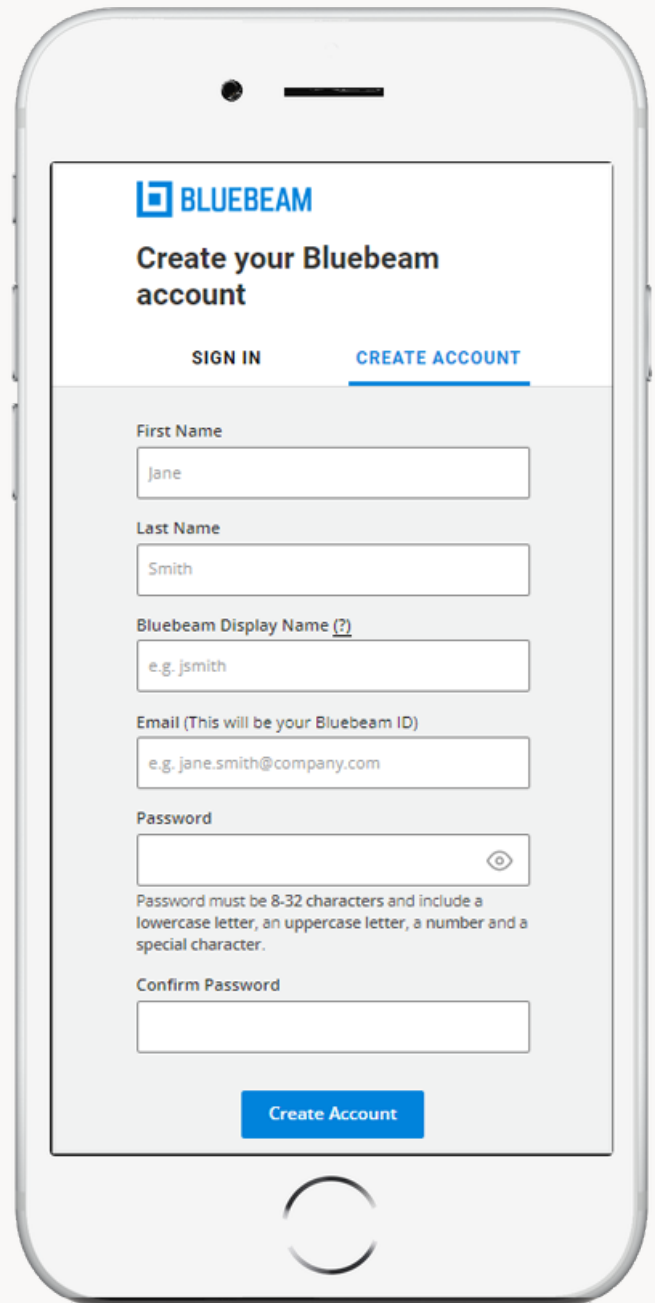 BLUEBEAM
Create your Bluebeam
account
SIGN IN CREATE ACCOUNT
First Name
Jane
Last Name
Smith
Bluebeam Display Name (?)
e.g. jsmith
Email (This will be your Bluebeam ID)
e.g. jane.smith@company.com
Password
Password must be 8-32 characters and include a
lowercase letter, an uppercase letter, a number and a
special character.
Confirm Password
Create Account